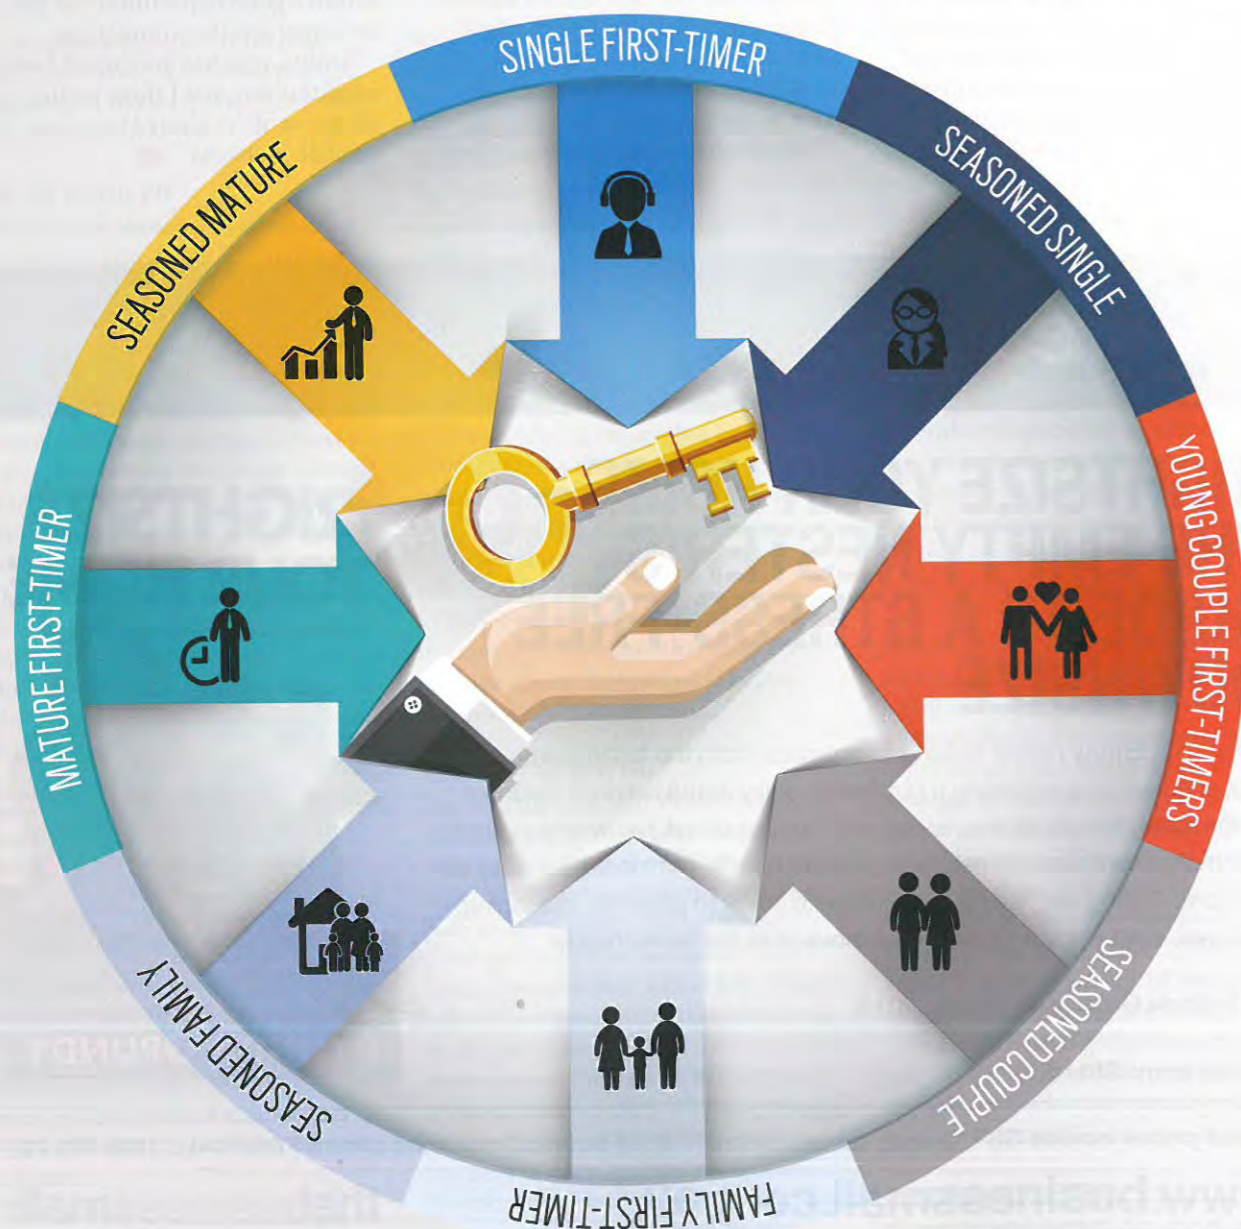 SINGLE FIRST-TIMER
SEASONED SINGLE
YOUNG COUPLE FIRST-TIMERS
SEASONED COUPLE
FAMILY FIRST-TIMER
SEASONED FAMILY
MATURE FIRST-TIMER
SEASONED MATURE